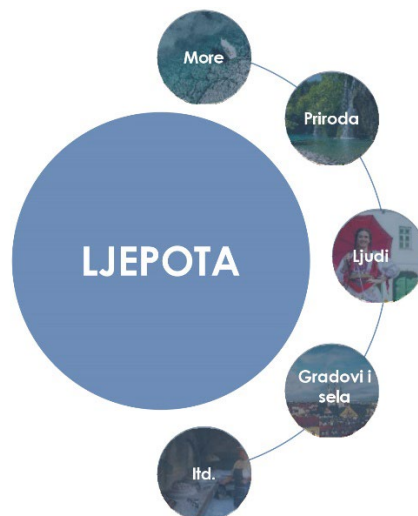 More
Priroda
LJEPOTA
Ljudi
Gradovi i
sela
Itd.